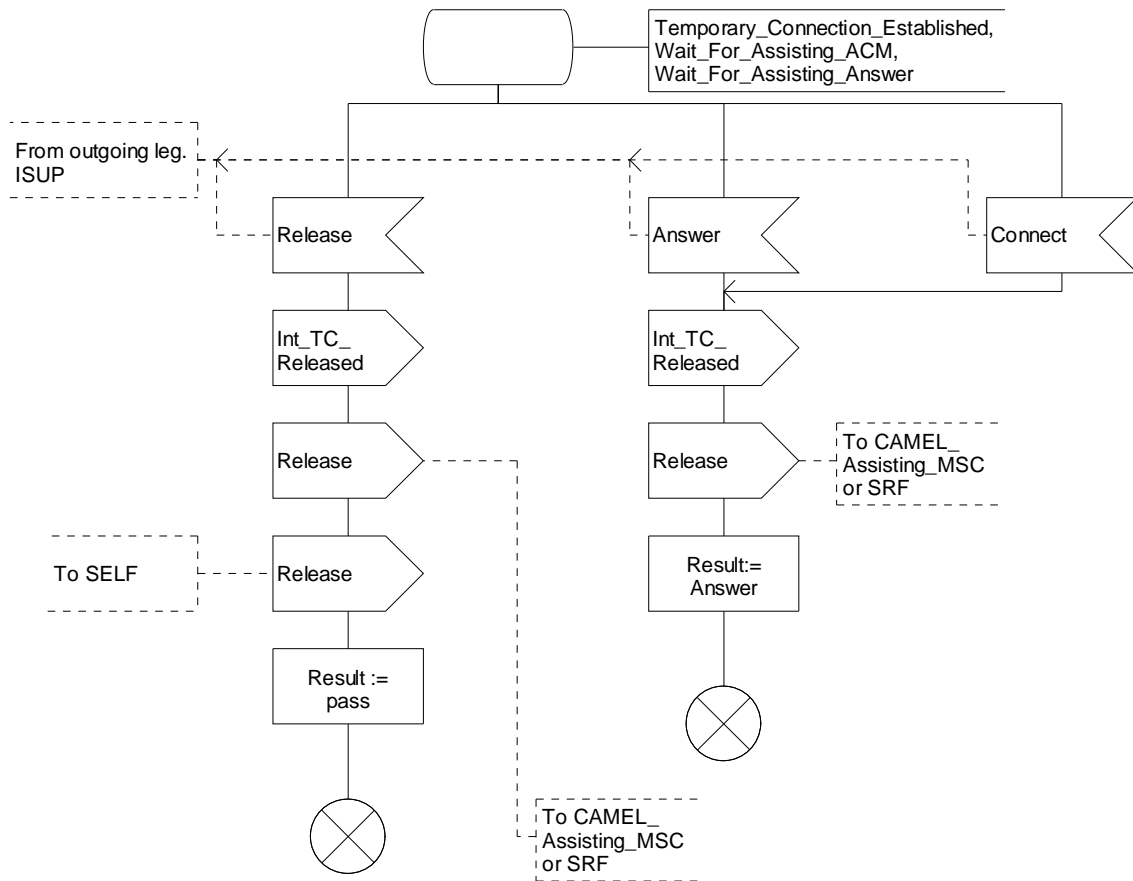 Temporary_Connection_Established,
Wait_For_Assisting_ACM,
Wait_For_Assisting_Answer
From outgoing leg.
ISUP
Release
Answer
Connect
Int_TC_
Released
Int_TC_
Released
Release
Release
To CAMEL_
Assisting_MSC
or SRF
To SELF
Release
Result:=
Answer
Result :=
pass
To CAMEL_
Assisting_MSC
or SRF